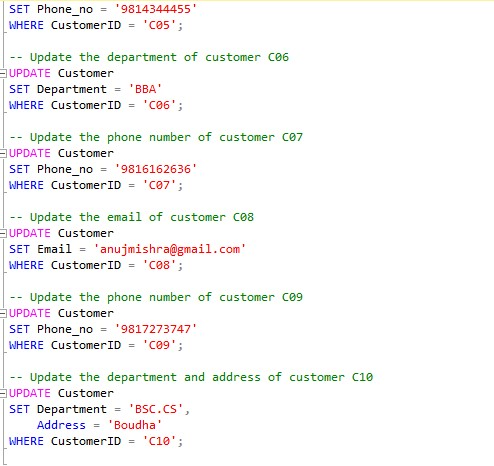 SET Phone_no = '9814344455'
WHERE CustomerID = 'C05';
-- Update the department of customer C06
UPDATE Customer
SET Department = 'BBA'
WHERE CustomerID = 'C06';
-- Update the phone number of customer C07
UPDATE Customer
SET Phone_no = '9816162636'
WHERE CustomerID = 'C07';
-- Update the email of customer C08
UPDATE Customer
SET Email = 'anujmishra@gmail.com'
WHERE CustomerID = 'C08';
-- Update the phone number of customer C09
UPDATE Customer
SET Phone_no = '9817273747'
WHERE CustomerID = 'C09';
-- Update the department and address of customer C10
UPDATE Customer
SET Department = 'BSC.CS',
    Address = 'Boudha'
WHERE CustomerID = 'C10';